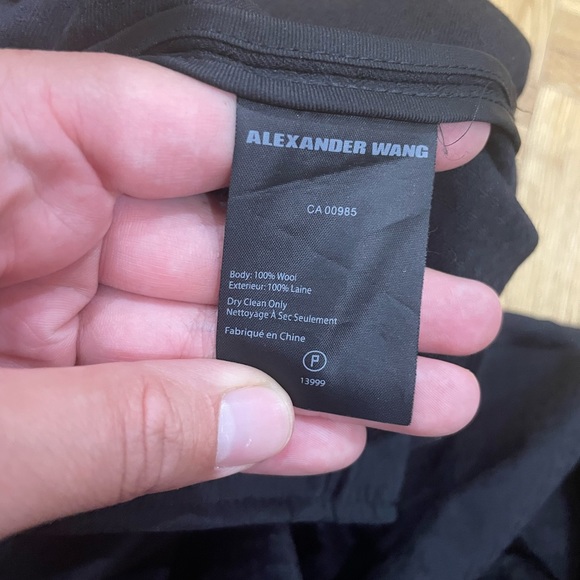 ALEXANDER WANG
CA 00985
Body: 100% Wool
Exterieur: 100% Laine
Dry Clean Only
Nettoyage À Sec Seulement
Fabriqué en Chine
P
13999